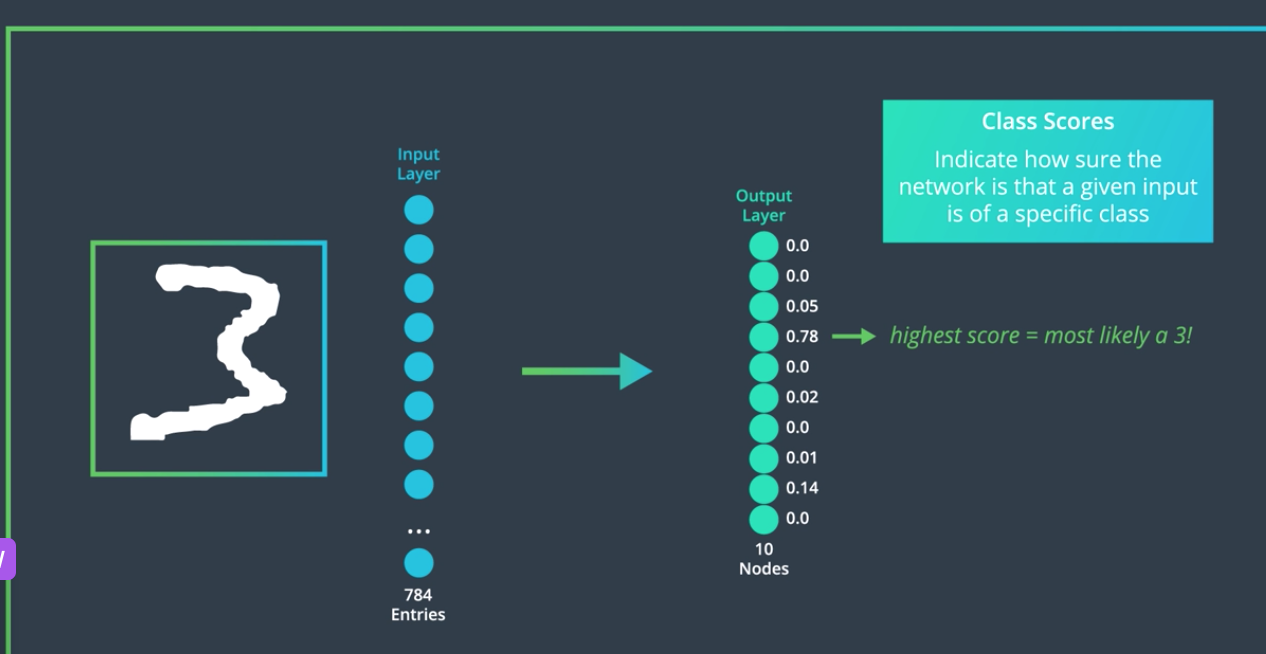 Class Scores
Indicate how sure the
network is that a given input
is of a specific class
Input
Layer
...
784
Entries
Output
Layer
0.0
0.0
0.05
0.78
highest score = most likely a 3!
0.0
0.02
0.0
0.01
0.14
0.0
10
Nodes
3